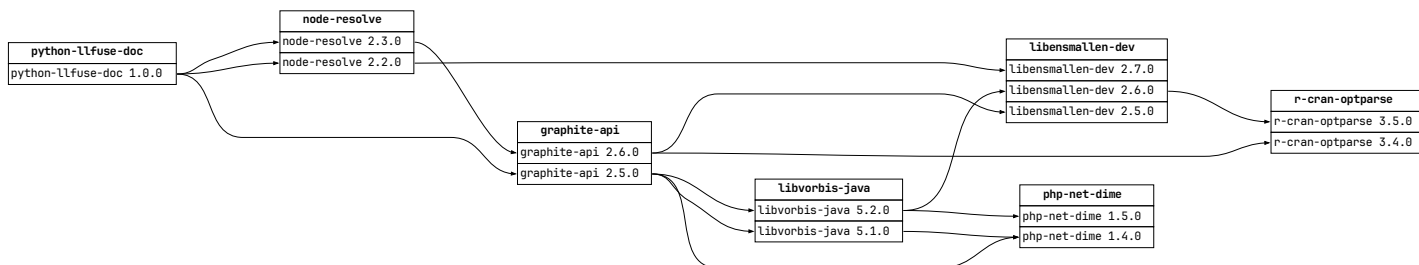 python-llfuse-doc
python-llfuse-doc 1.0.0
node-resolve
node-resolve 2.3.0
node-resolve 2.2.0
graphite-api
graphite-api 2.6.0
graphite-api 2.5.0
libvorbis-java
libvorbis-java 5.2.0
libvorbis-java 5.1.0
libensmallen-dev
libensmallen-dev 2.7.0
libensmallen-dev 2.6.0
libensmallen-dev 2.5.0
php-net-dime
php-net-dime 1.5.0
php-net-dime 1.4.0
r-cran-optparse
r-cran-optparse 3.5.0
r-cran-optparse 3.4.0